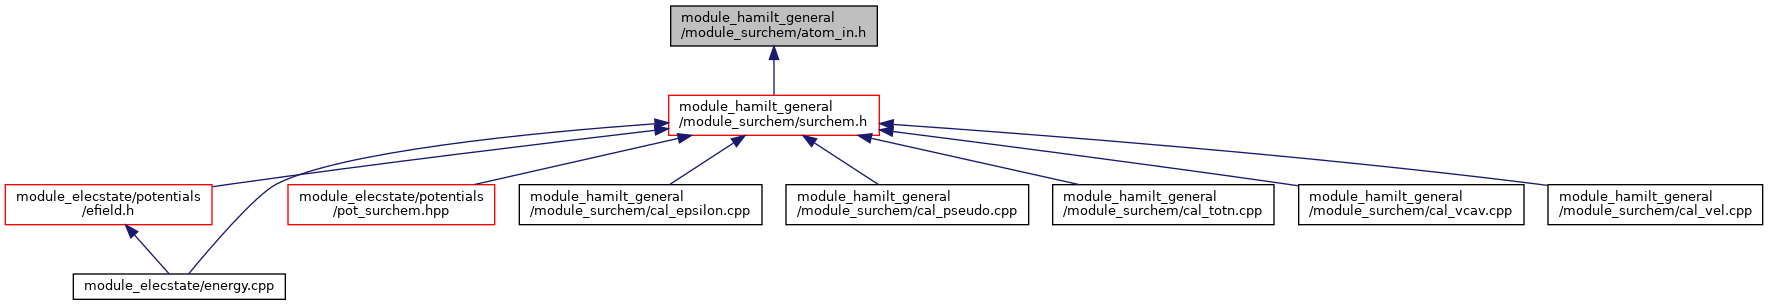 module_hamilt_general
/module_surchem/atom_in.h
module_hamilt_general
/module_surchem/surchem.h
module_elecstate/potentials
/efield.h
module_elecstate/potentials
/pot_surchem.hpp
module_hamilt_general
/module_surchem/cal_epsilon.cpp
module_hamilt_general
/module_surchem/cal_pseudo.cpp
module_hamilt_general
/module_surchem/cal_totn.cpp
module_hamilt_general
/module_surchem/cal_vcav.cpp
module_hamilt_general
/module_surchem/cal_vel.cpp
module_elecstate/energy.cpp